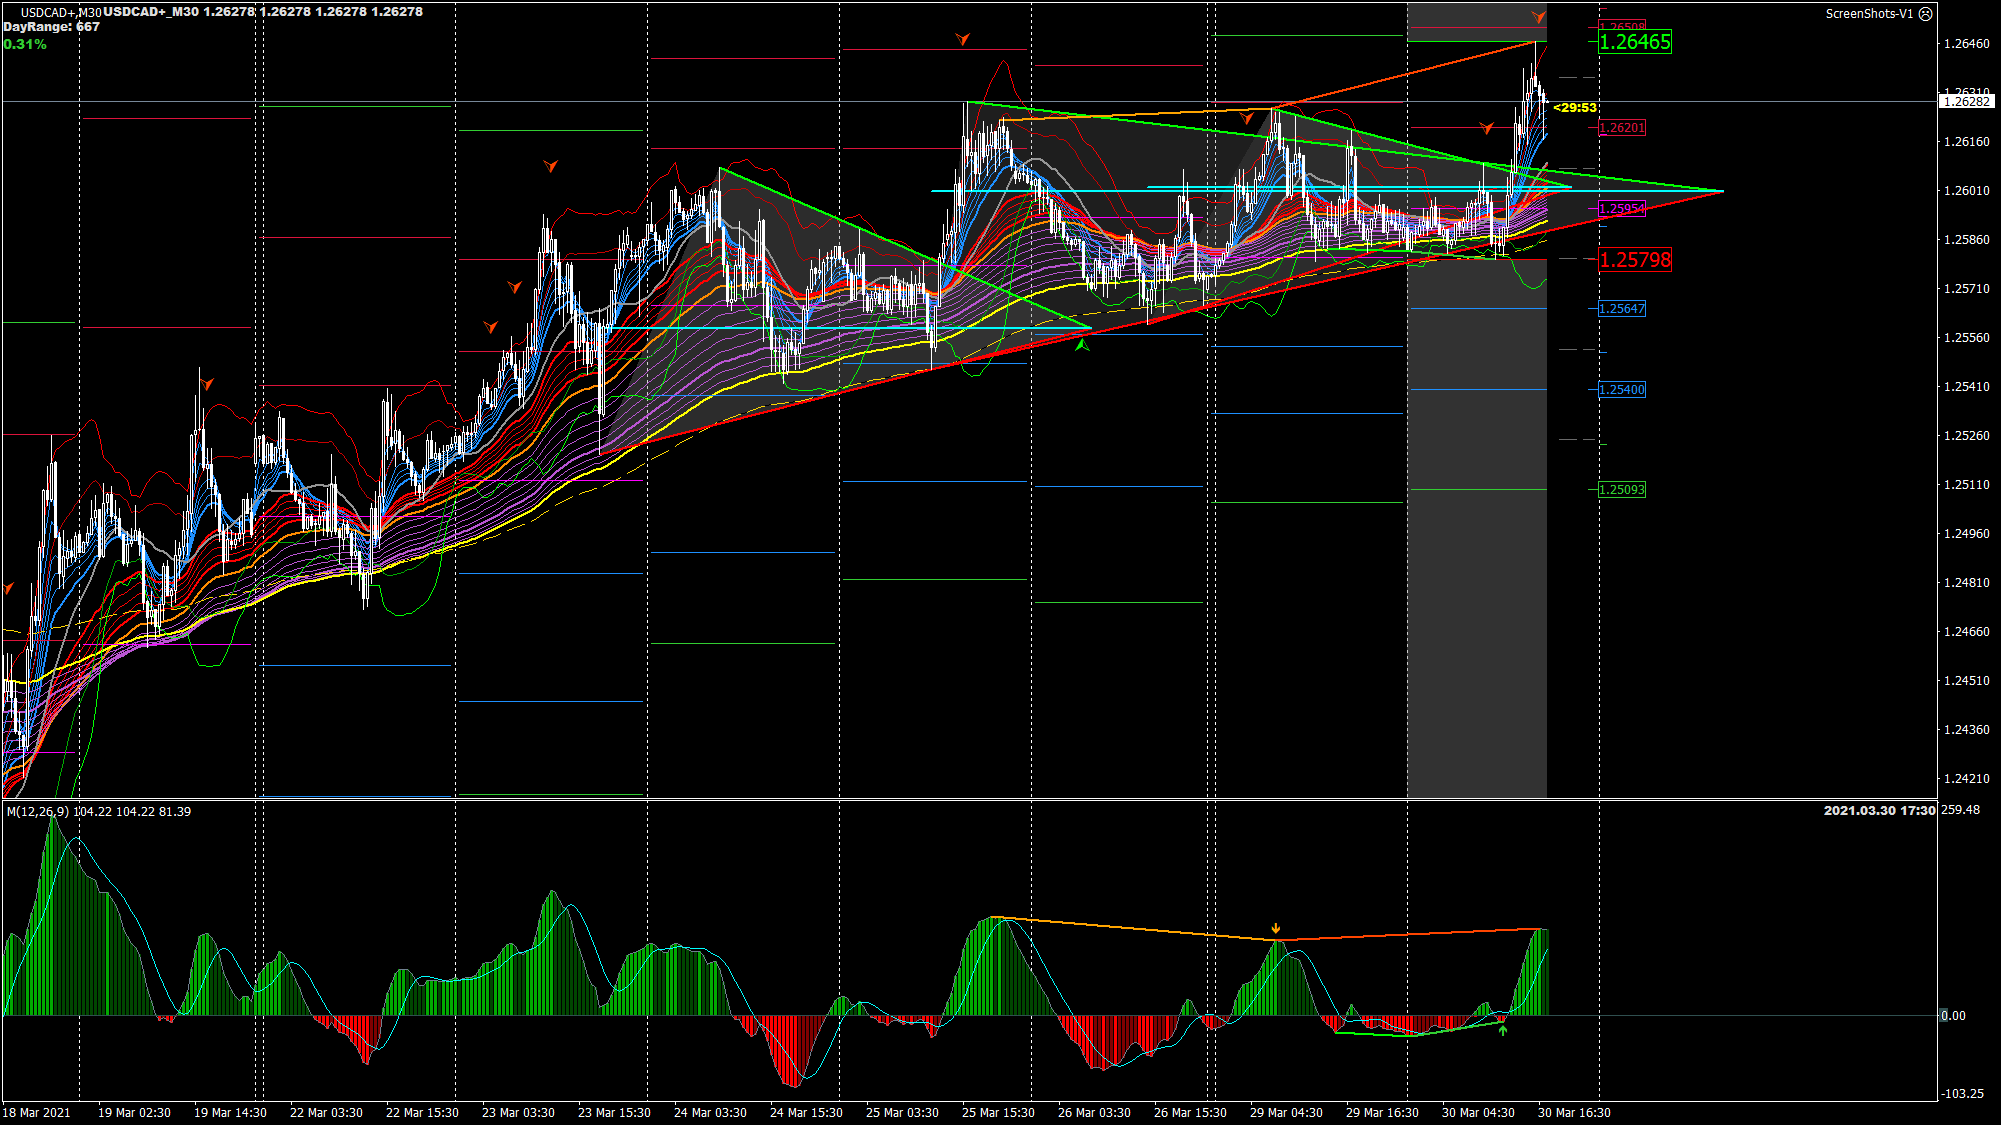 USDCAD+,M30 USDCAD+_M30 1.26278 1.26278 1.26278 1.26278
DayRange: 667
0.31%
ScreenShots-V1
1.26508
1.26465
<29:53
1.26201
1.25954
1.25798
1.25647
1.25400
1.25093
1.26460
1.26282
1.26160
1.26010
1.25860
1.25710
1.25560
1.25410
1.25260
1.25110
1.24960
1.24810
1.24660
1.24510
1.24360
1.24210
M(12,26,9) 104.22 104.22 81.39
2021.03.30 17:30
259.48
0.00
-103.25
18 Mar 2021
19 Mar 02:30
19 Mar 14:30
22 Mar 03:30
22 Mar 15:30
23 Mar 03:30
23 Mar 15:30
24 Mar 03:30
24 Mar 15:30
25 Mar 03:30
25 Mar 15:30
26 Mar 03:30
26 Mar 15:30
29 Mar 04:30
29 Mar 16:30
30 Mar 04:30
30 Mar 16:30